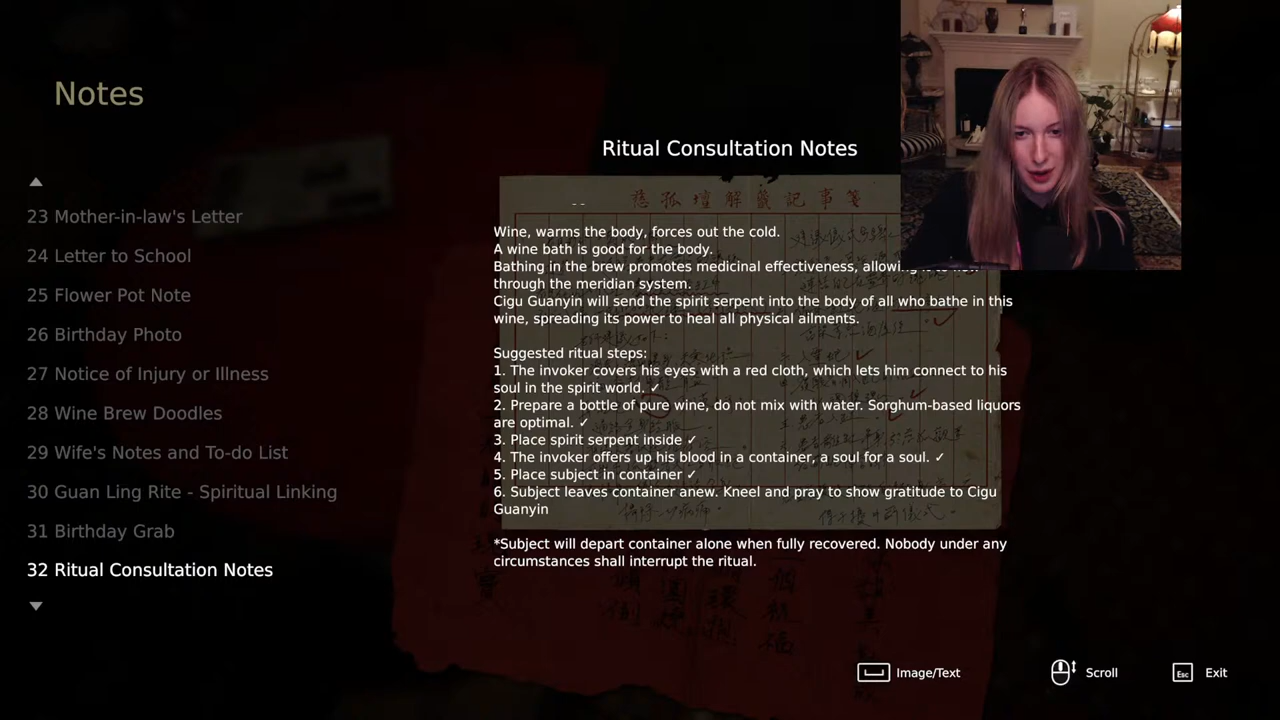 Notes
23 Mother-in-law's Letter
24 Letter to School
25 Flower Pot Note
26 Birthday Photo
27 Notice of Injury or Illness
28 Wine Brew Doodles
29 Wife's Notes and To-do List
30 Guan Ling Rite - Spiritual Linking
31 Birthday Grab
32 Ritual Consultation Notes
Ritual Consultation Notes
慈孤壇解籤記事箋
Wine, warms the body, forces out the cold.
A wine bath is good for the body.
Bathing in the brew promotes medicinal effectiveness, allowing
through the meridian system.
Cigu Guanyin will send the spirit serpent into the body of all who bathe in this
wine, spreading its power to heal all physical ailments.
Suggested ritual steps:
1. The invoker covers his eyes with a red cloth, which lets him connect to his
soul in the spirit world. ✓
2. Prepare a bottle of pure wine, do not mix with water. Sorghum-based liquors
are optimal. ✓
3. Place spirit serpent inside ✓
4. The invoker offers up his blood in a container, a soul for a soul. ✓
5. Place subject in container ✓
6. Subject leaves container anew. Kneel and pray to show gratitude to Cigu
Guanyin
*Subject will depart container alone when fully recovered. Nobody under any
circumstances shall interrupt the ritual.
Image/Text
Scroll
Esc Exit